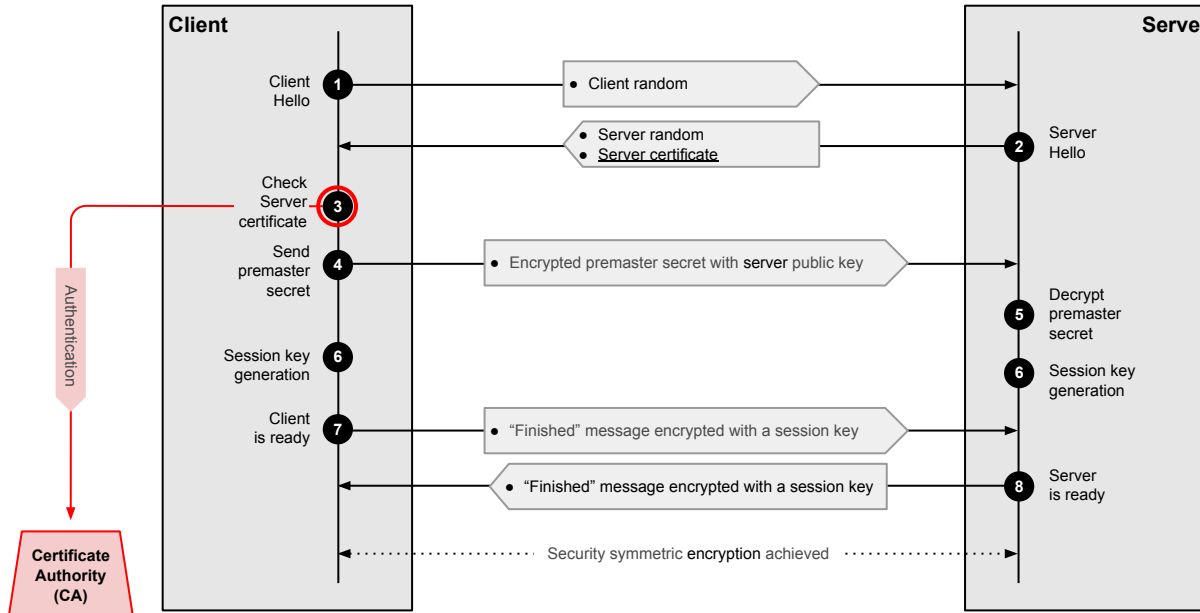 Client
Serve
Client
Hello
1
• Client random
• Server random
• Server certificate
2
Server
Hello
Check
Server
certificate
3
Send
premaster
secret
4
• Encrypted premaster secret with server public key
Authentication
5
Decrypt
premaster
secret
Session key
generation
6
6
Session key
generation
Client
is ready
7
• “Finished” message encrypted with a session key
• “Finished” message encrypted with a session key
8
Server
is ready
Security symmetric encryption achieved
Certificate
Authority
(CA)